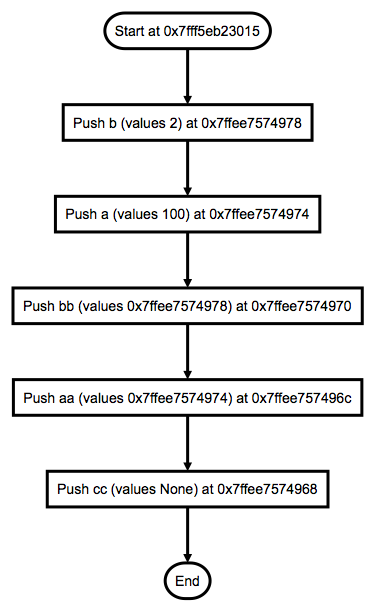 Start at 0x7fff5eb23015
Push b (values 2) at 0x7ffee7574978
Push a (values 100) at 0x7ffee7574974
Push bb (values 0x7ffee7574978) at 0x7ffee7574970
Push aa (values 0x7ffee7574974) at 0x7ffee757496c
Push cc (values None) at 0x7ffee7574968
End